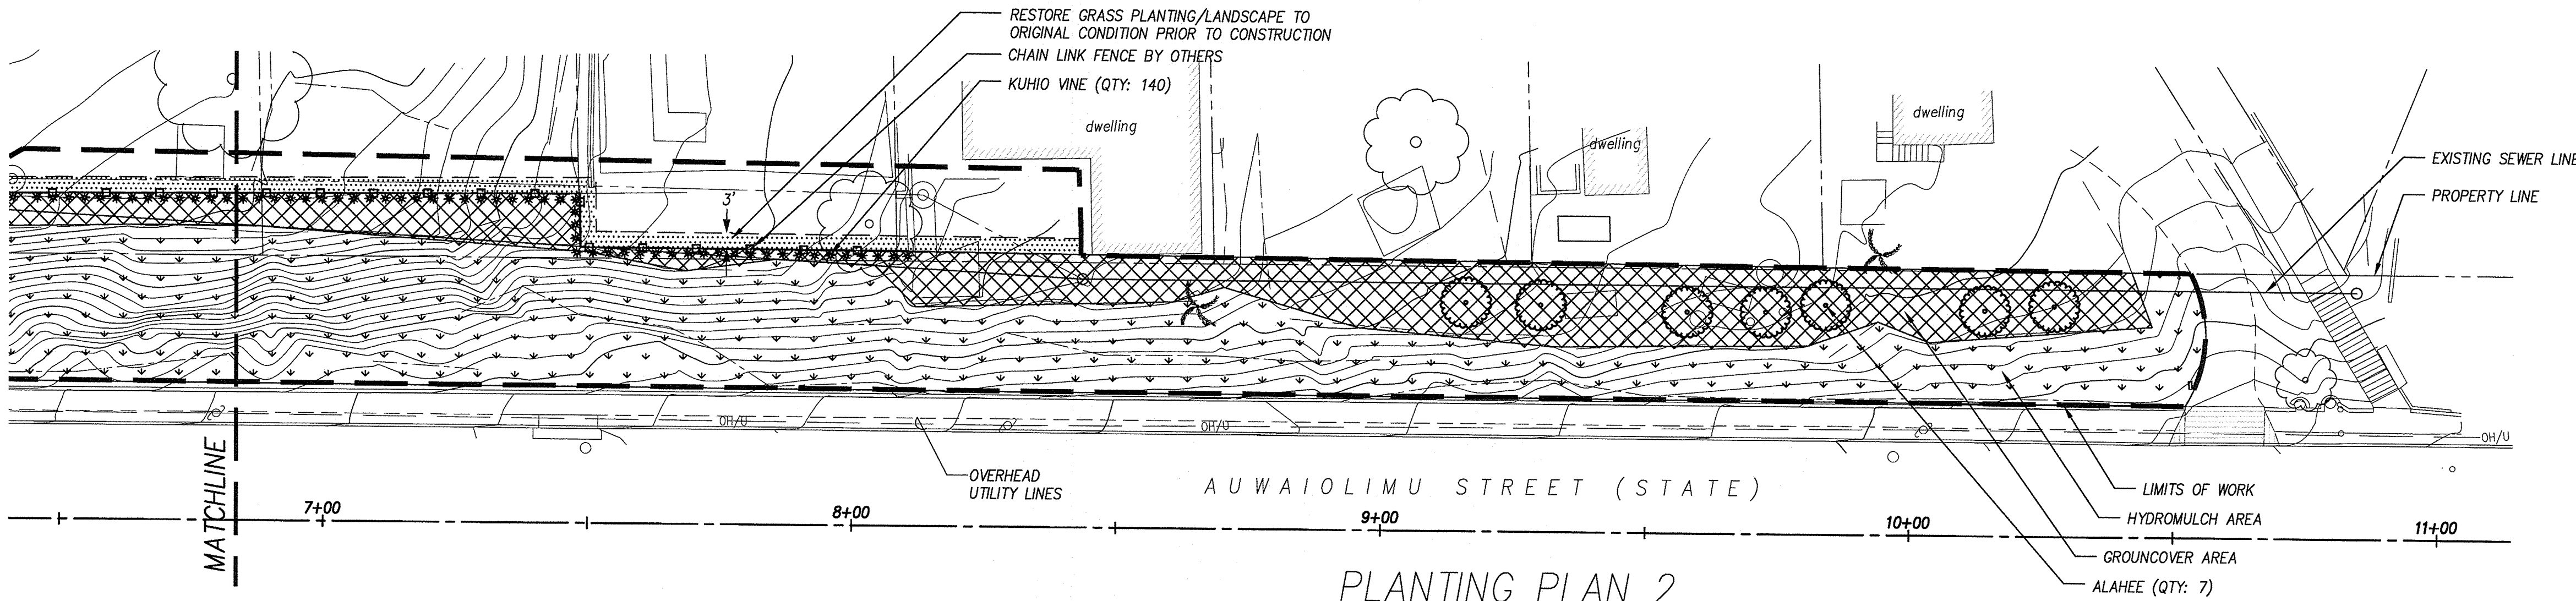 RESTORE GRASS PLANTING/LANDSCAPE TO
ORIGINAL CONDITION PRIOR TO CONSTRUCTION
CHAIN LINK FENCE BY OTHERS
KUHIO VINE (QTY: 140)
dwelling
dwelling
dwelling
EXISTING SEWER LINE
PROPERTY LINE
3'
OH/U
OH/U
OH/U
OVERHEAD
UTILITY LINES
AUWAIOLIMU STREET (STATE)
LIMITS OF WORK
HYDROMULCH AREA
GROUNCOVER AREA
ALAHEE (QTY: 7)
MATCHLINE
7+00
8+00
9+00
10+00
11+00
PLANTING PLAN 2